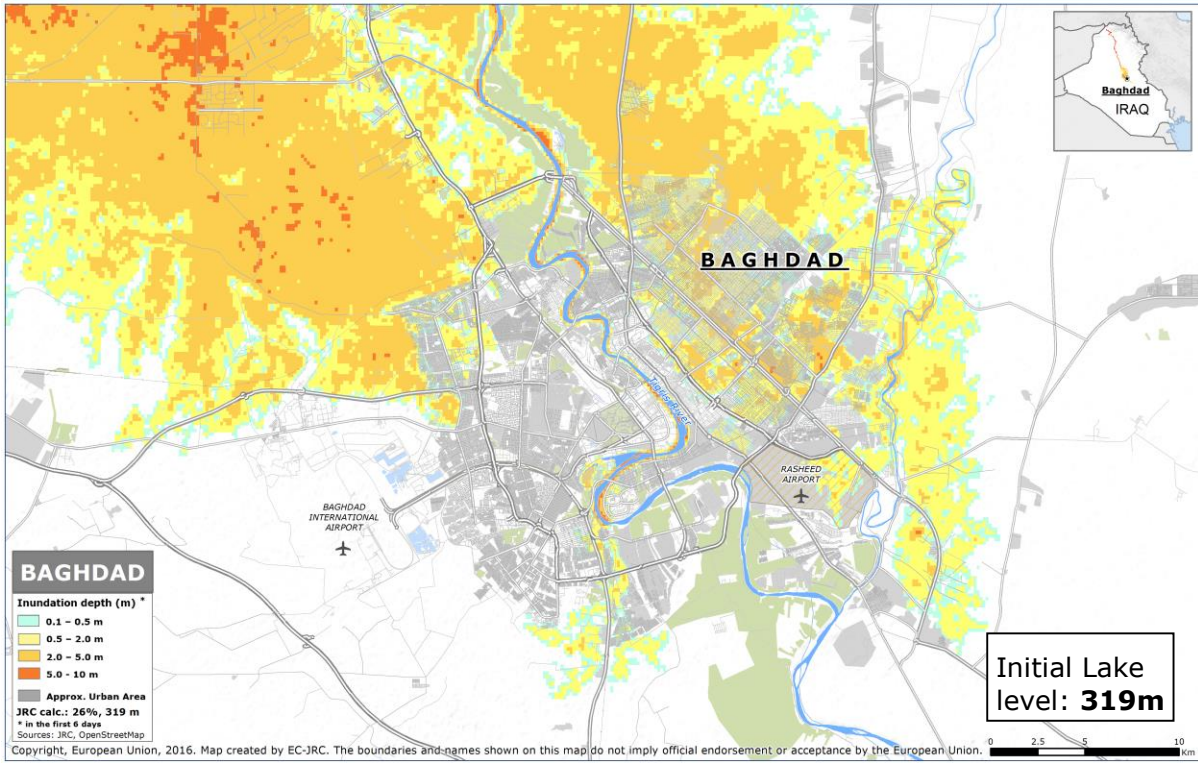 Baghdad
IRAQ
BAGHDAD
Tigris River
RASHEED
AIRPORT
BAGHDAD
INTERNATIONAL
AIRPORT
BAGHDAD
Inundation depth (m) *
0.1 – 0.5 m
0.5 – 2.0 m
2.0 – 5.0 m
5.0 - 10 m
Approx. Urban Area
JRC calc.: 26%, 319 m
* in the first 6 days
Sources: JRC, OpenStreetMap
Initial Lake
level: 319m
Copyright, European Union, 2016. Map created by EC-JRC. The boundaries and names shown on this map do not imply official endorsement or acceptance by the European Union.
0 2.5 5 10
Km